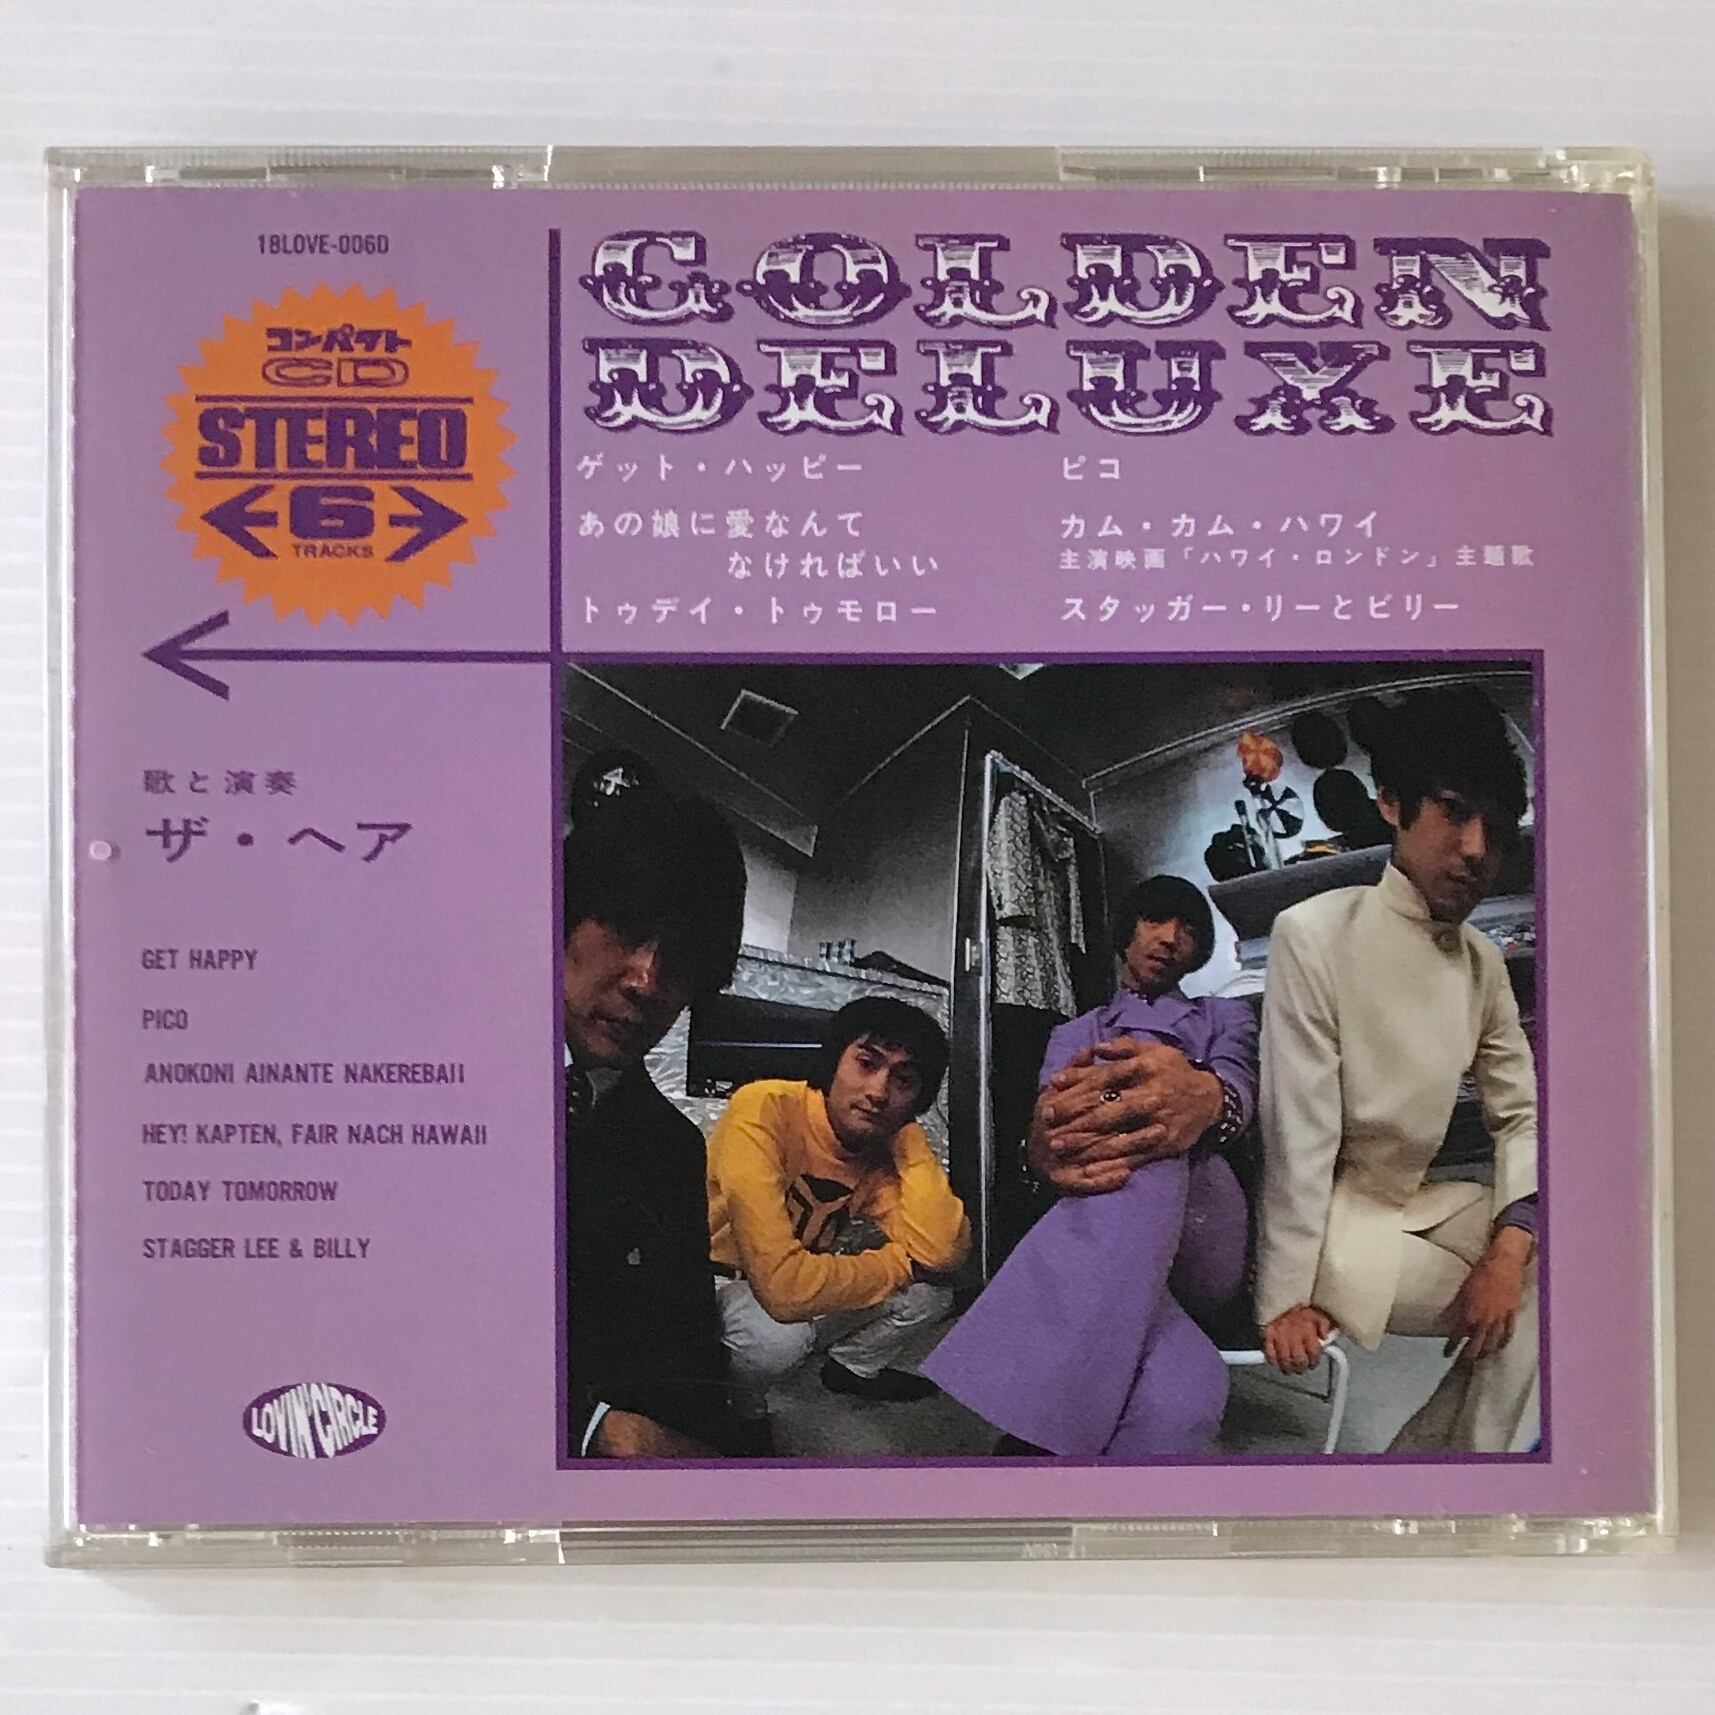 18LOVE-006D
コンパクト
CD
STEREO
6
TRACKS
GOLDEN
DELUXE
ゲット・ハッピー
あの娘に愛なんて
なければいい
トゥデイ・トゥモロー
ピコ
カム・カム・ハワイ
主演映画「ハワイ・ロンドン」主題歌
スタッガー・リーとビリー
歌と演奏
ザ・ヘア
GET HAPPY
PICO
ANOKONI AINANTE NAKEREBAII
HEY! KAPTEN, FAIR NACH HAWAII
TODAY TOMORROW
STAGGER LEE & BILLY
LOVIN' CIRCLE